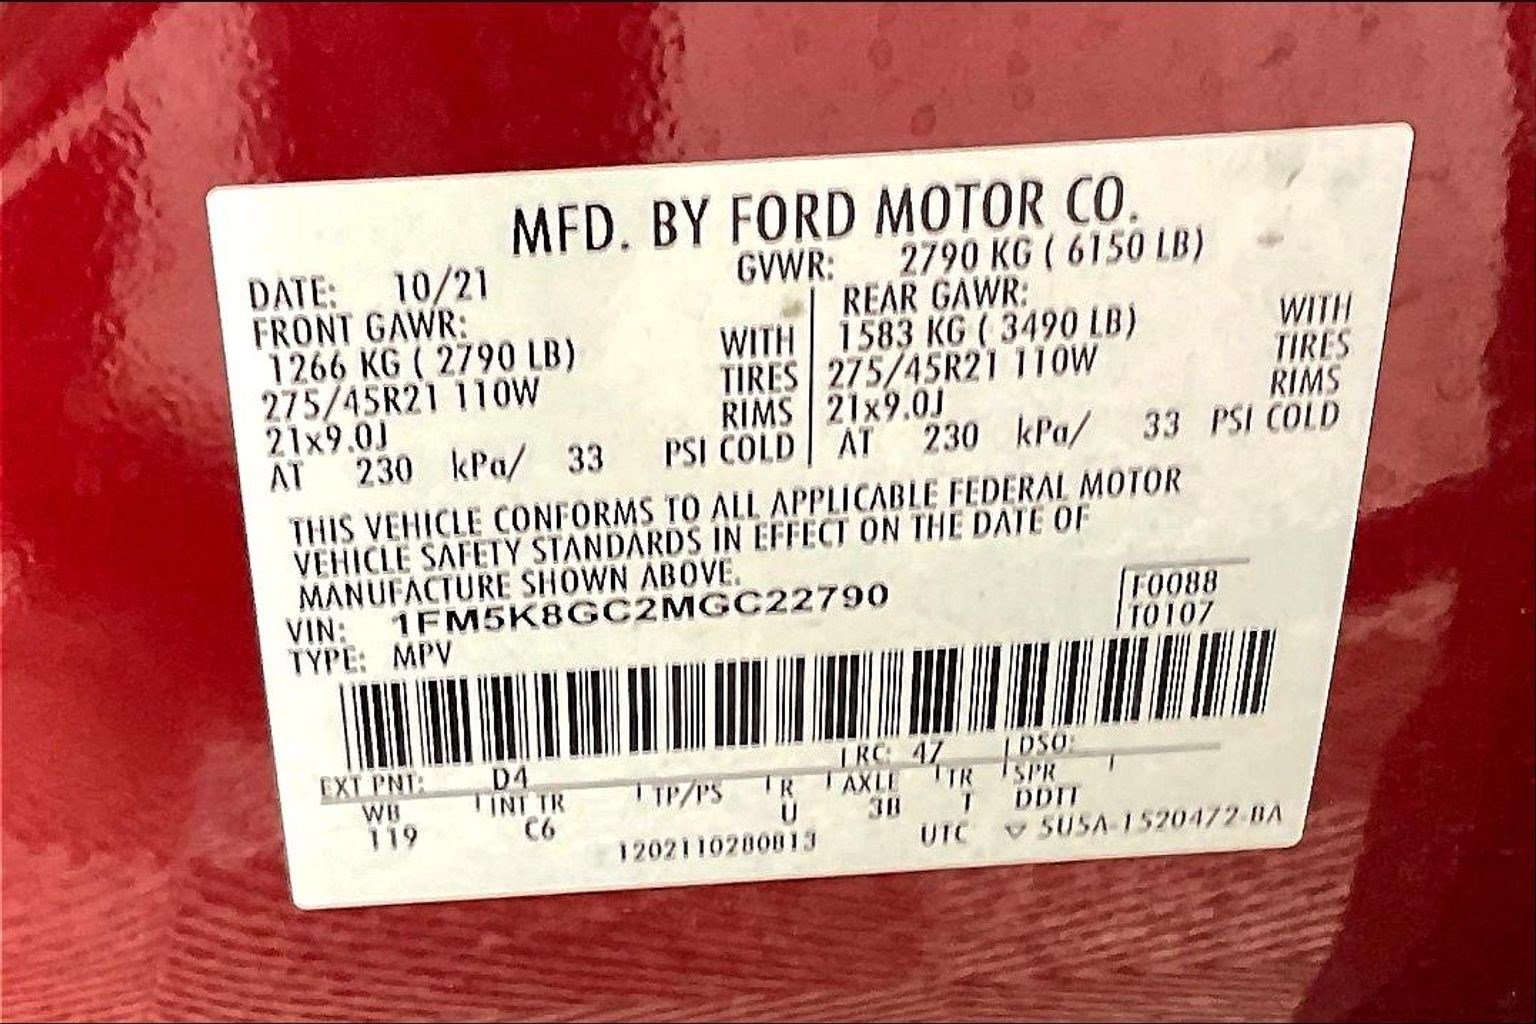 MFD. BY FORD MOTOR CO.
DATE: 10/21 GVWR: 2790 KG ( 6150 LB)
FRONT GAWR: REAR GAWR:
1266 KG ( 2790 LB) WITH 1583 KG ( 3490 LB) WITH
275/45R21 110W TIRES 275/45R21 110W TIRES
21x9.0J RIMS 21x9.0J RIMS
AT 230 kPa/ 33 PSI COLD AT 230 kPa/ 33 PSI COLD
THIS VEHICLE CONFORMS TO ALL APPLICABLE FEDERAL MOTOR
VEHICLE SAFETY STANDARDS IN EFFECT ON THE DATE OF
MANUFACTURE SHOWN ABOVE.
VIN: 1FM5K8GC2MGC22790 F0088
TYPE: MPV T0107
EXT PNT: D4 RC: 47 DSO:
WB INT TR TP/PS R AXLE TR SPR
119 C6 U 3B T DDTT
1202110280813 UTC ▽ 5U5A-1520472-BA